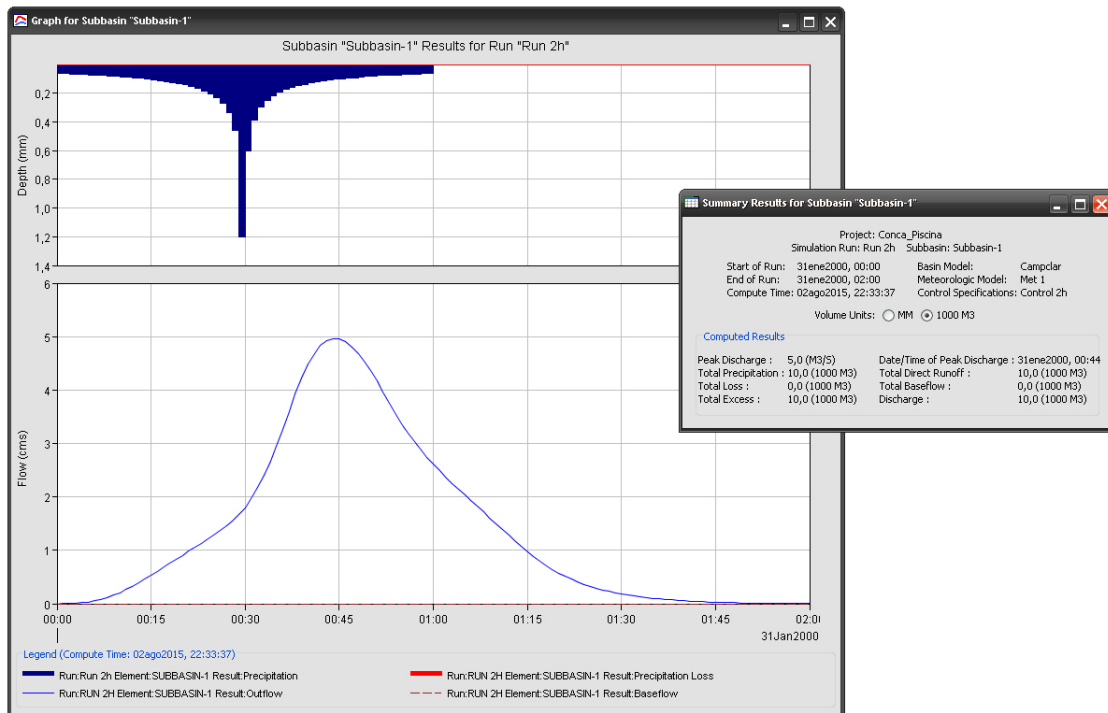 Graph for Subbasin "Subbasin-1"
Subbasin "Subbasin-1" Results for Run "Run 2h"
Depth (mm)
0,2
0,4
0,6
0,8
1,0
1,2
1,4
Flow (cms)
6
5
4
3
2
1
0
00:00 00:15 00:30 00:45 01:00 01:15 01:30 01:45 02:00
31Jan2000
Legend (Compute Time: 02ago2015, 22:33:37)
Run:Run 2h Element:SUBBASIN-1 Result:Precipitation
Run:RUN 2H Element:SUBBASIN-1 Result:Precipitation Loss
Run:RUN 2H Element:SUBBASIN-1 Result:Outflow
Run:RUN 2H Element:SUBBASIN-1 Result:Baseflow
Summary Results for Subbasin "Subbasin-1"
Project: Conca_Piscina
Simulation Run: Run 2h Subbasin: Subbasin-1
Start of Run: 31ene2000, 00:00 Basin Model: Campclar
End of Run: 31ene2000, 02:00 Meteorologic Model: Met 1
Compute Time: 02ago2015, 22:33:37 Control Specifications: Control 2h
Volume Units: MM 1000 M3
Computed Results
Peak Discharge : 5,0 (M3/S) Date/Time of Peak Discharge : 31ene2000, 00:44
Total Precipitation : 10,0 (1000 M3) Total Direct Runoff : 10,0 (1000 M3)
Total Loss : 0,0 (1000 M3) Total Baseflow : 0,0 (1000 M3)
Total Excess : 10,0 (1000 M3) Discharge : 10,0 (1000 M3)